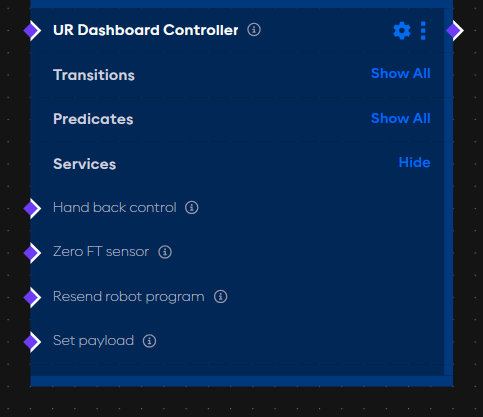 UR Dashboard Controller
Transitions Show All
Predicates Show All
Services Hide
Hand back control
Zero FT sensor
Resend robot program
Set payload